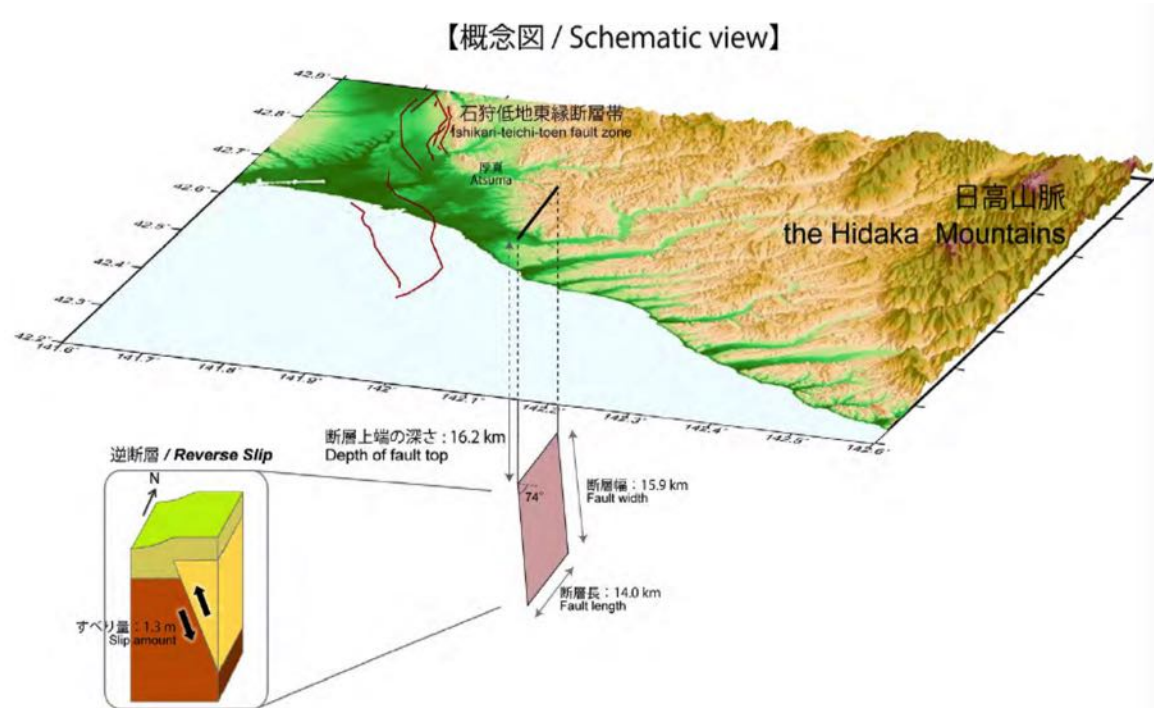 【概念図 / Schematic view】
42.9°
42.8°
42.7°
42.6°
42.5°
42.4°
42.3°
42.2°
141.6°
141.7°
141.8°
141.9°
142°
142.1°
142.2°
142.3°
142.4°
142.5°
142.6°
石狩低地東縁断層帯
Ishikari-teichi-toen fault zone
厚真
Atsuma
日高山脈
the Hidaka Mountains
断層上端の深さ : 16.2 km
Depth of fault top
74°
断層幅：15.9 km
Fault width
断層長：14.0 km
Fault length
逆断層 / Reverse Slip
N
すべり量：1.3 m
Slip amount